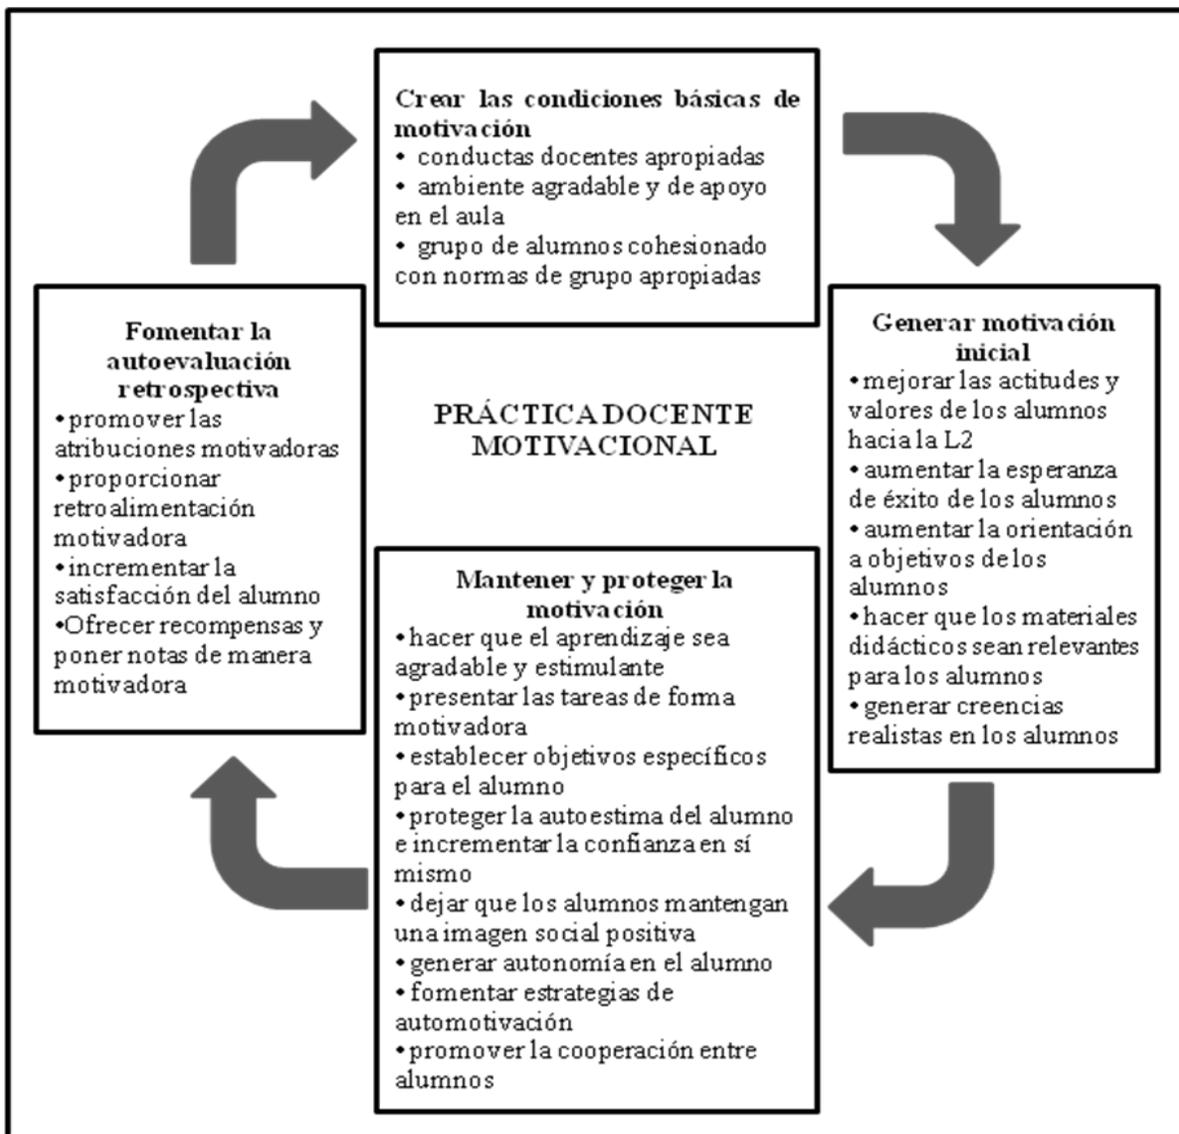 Crear las condiciones básicas de
motivación
• conductas docentes apropiadas
• ambiente agradable y de apoyo
en el aula
• grupo de alumnos cohesionado
con normas de grupo apropiadas
Generar motivación
inicial
• mejorar las actitudes y
valores de los alumnos
hacia la L2
• aumentar la esperanza
de éxito de los alumnos
• aumentar la orientación
a objetivos de los
alumnos
• hacer que los materiales
didácticos sean relevantes
para los alumnos
• generar creencias
realistas en los alumnos
Mantener y proteger la
motivación
• hacer que el aprendizaje sea
agradable y estimulante
• presentar las tareas de forma
motivadora
• establecer objetivos específicos
para el alumno
• proteger la autoestima del alumno
e incrementar la confianza en sí
mismo
• dejar que los alumnos mantengan
una imagen social positiva
• generar autonomía en el alumno
• fomentar estrategias de
automotivación
• promover la cooperación entre
alumnos
Fomentar la
autoevaluación
retrospectiva
• promover las
atribuciones motivadoras
• proporcionar
retroalimentación
motivadora
• incrementar la
satisfacción del alumno
•Ofrecer recompensas y
poner notas de manera
motivadora
PRÁCTICA DOCENTE
MOTIVACIONAL